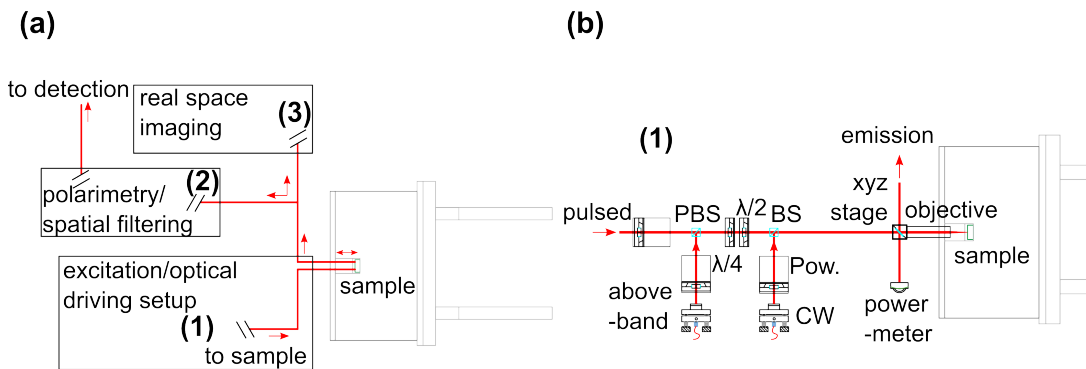 (a)
to detection
real space
imaging
(3)
polarimetry/
spatial filtering
(2)
excitation/optical
driving setup
(1)
to sample
sample
(b)
(1)
emission
xyz
stage
objective
pulsed
PBS
λ/2
BS
λ/4
Pow.
sample
above
-band
CW
power
-meter